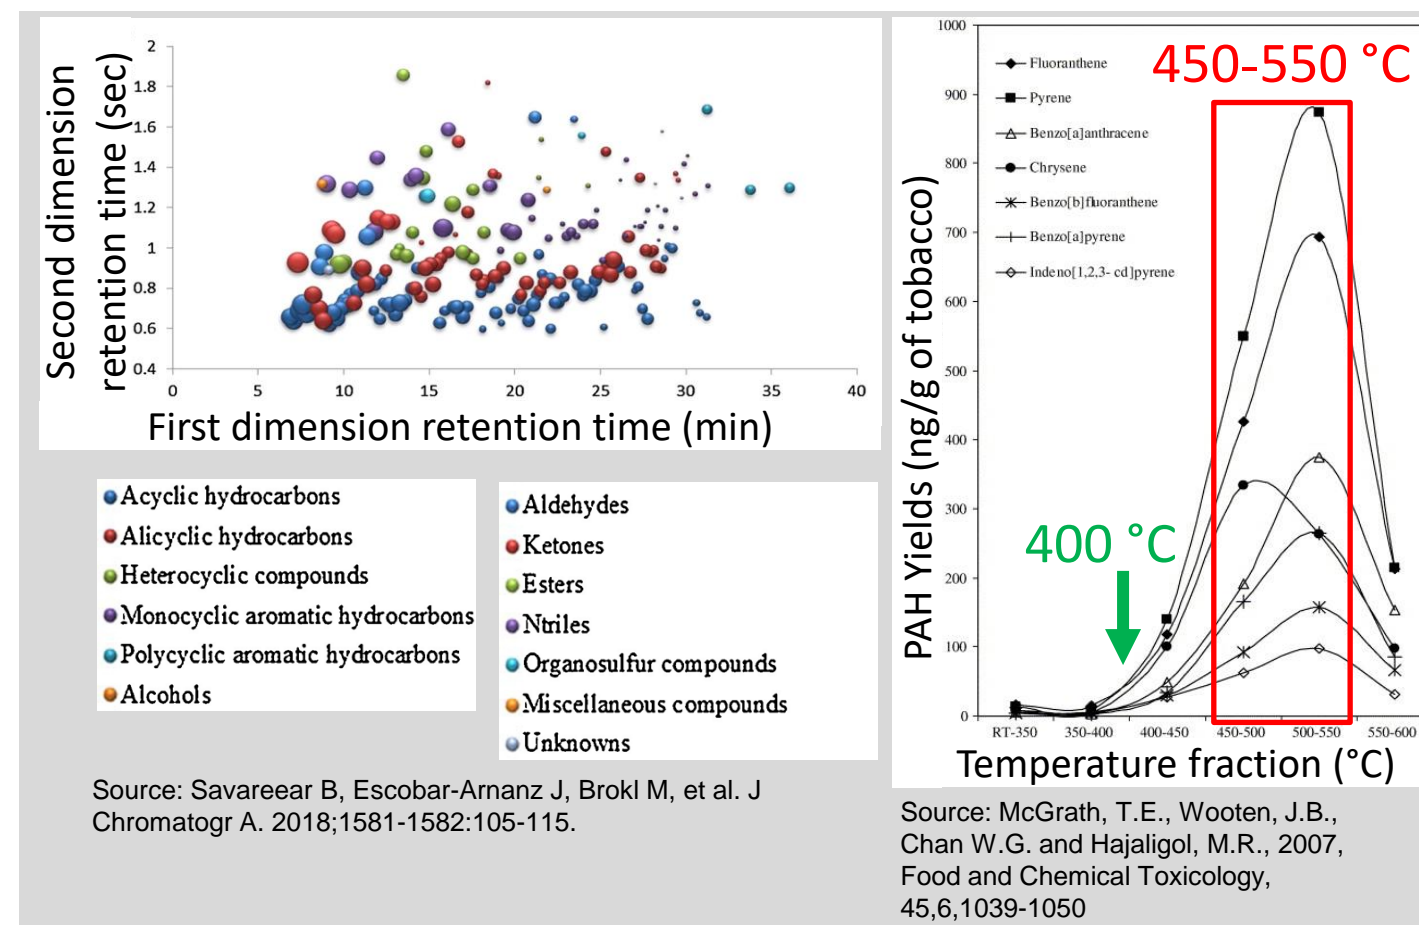 Second dimension
retention time (sec)
2
1.8
1.6
1.4
1.2
1
0.8
0.6
0.4
0
5
10
15
20
25
30
35
40
First dimension retention time (min)
Acyclic hydrocarbons
Alicyclic hydrocarbons
Heterocyclic compounds
Monocyclic aromatic hydrocarbons
Polycyclic aromatic hydrocarbons
Alcohols
Aldehydes
Ketones
Esters
Ntriles
Organosulfur compounds
Miscellaneous compounds
Unknowns
Source: Savareear B, Escobar-Arnanz J, Brokl M, et al. J
Chromatogr A. 2018;1581-1582:105-115.
PAH Yields (ng/g of tobacco)
1000
900
800
700
600
500
400
300
200
100
0
Fluoranthene
Pyrene
Benzo[a]anthracene
Chrysene
Benzo[b]fluoranthene
Benzo[a]pyrene
Indeno[1,2,3- cd]pyrene
450-550 °C
400 °C
RT-350
350-400
400-450
450-500
500-550
550-600
Temperature fraction (°C)
Source: McGrath, T.E., Wooten, J.B.,
Chan W.G. and Hajaligol, M.R., 2007,
Food and Chemical Toxicology,
45,6,1039-1050